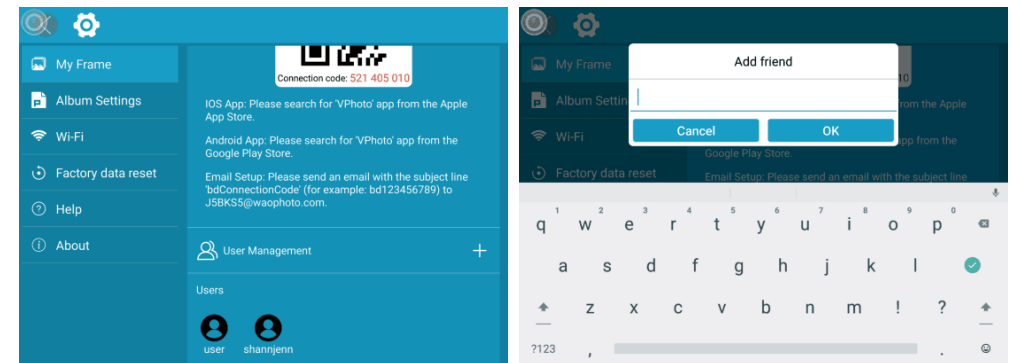 My Frame
Album Settings
Wi-Fi
Factory data reset
Help
About
Connection code: 521 405 010
IOS App: Please search for 'VPhoto' app from the Apple
App Store.
Android App: Please search for 'VPhoto' app from the
Google Play Store.
Email Setup: Please send an email with the subject line
'bdConnectionCode' (for example: bd123456789) to
J5BKS5@waophoto.com.
User Management
Users
user shannjenn
Add friend
My Frame
10
Album Settin
from the Apple
Wi-Fi
Cancel OK
app from the
Google Play Store.
Factory data reset
Email Setup: Please send an email with the subject line
q 1 w 2 e 3 r 4 t 5 y 6 u 7 i 8 o 9 p 0
a s d f g h j k l
z x c v b n m ! ?
?123 , .